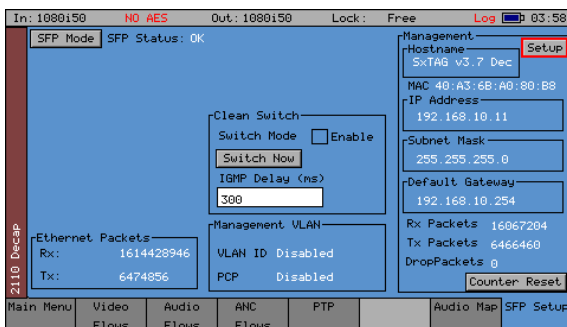 In: 1080i50 NO AES Out: 1080i50 Lock: Free Log 03:58
SFP Mode SFP Status: OK
Management
Hostname
Setup
SxTAG v3.7 Dec
MAC 40:A3:6B:A0:80:B8
IP Address
192.168.10.11
Subnet Mask
255.255.255.0
Default Gateway
192.168.10.254
Rx Packets 16067204
Tx Packets 6466460
DropPackets 0
Counter Reset
Clean Switch
Switch Mode Enable
Switch Now
IGMP Delay (ms)
300
Management VLAN
VLAN ID Disabled
PCP Disabled
Ethernet Packets
Rx: 1614428946
Tx: 6474856
2110 Decap
Main Menu Video Flows Audio Flows ANC Flows PTP Audio Map SFP Setup